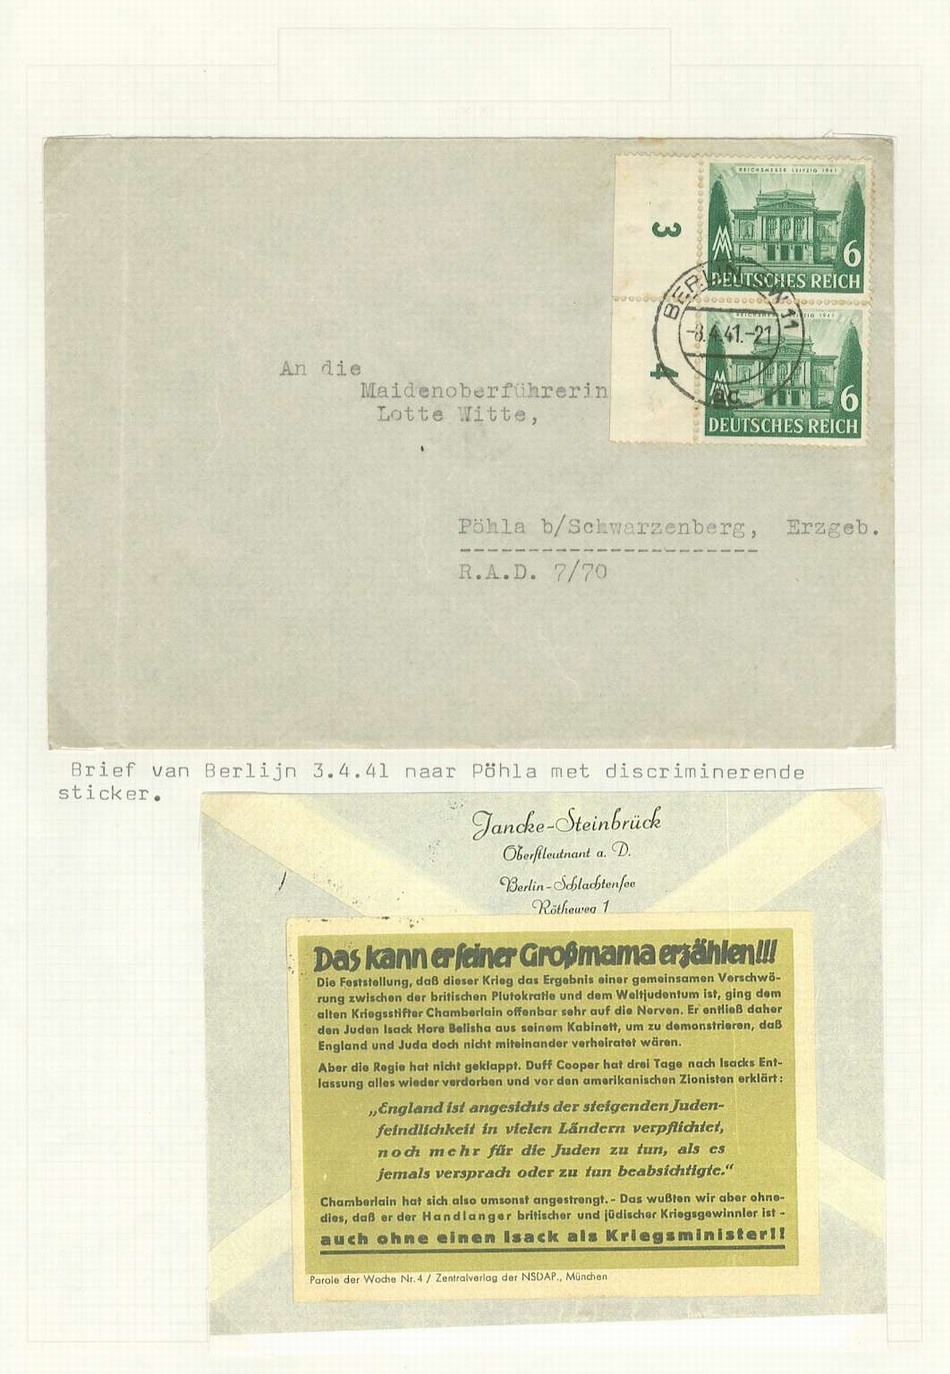 3
REICHSMESSE LEIPZIG 1941
6
DEUTSCHES REICH
4
REICHSMESSE LEIPZIG 1941
6
DEUTSCHES REICH
BERLIN SW 11
-8.4.41.-21
ac
An die
Maidenoberführerin
Lotte Witte,
Pöhla b/Schwarzenberg, Erzgeb.
R.A.D. 7/70
Brief van Berlijn 3.4.41 naar Pöhla met discriminerende
sticker.
Jancke-Steinbrück
Oberstleutnant a. D.
Berlin-Schlachtensee
Rötheweg 1
Das kann er seiner Großmama erzählen!!!
Die Feststellung, daß dieser Krieg das Ergebnis einer gemeinsamen Verschwö-
rung zwischen der britischen Plutokratie und dem Weltjudentum ist, ging dem
alten Kriegsstifter Chamberlain offenbar sehr auf die Nerven. Er entließ daher
den Juden Isack Hore Belisha aus seinem Kabinett, um zu demonstrieren, daß
England und Juda doch nicht miteinander verheiratet wären.
Aber die Regie hat nicht geklappt. Duff Cooper hat drei Tage nach Isacks Ent-
lassung alles wieder verdorben und vor den amerikanischen Zionisten erklärt:
„England ist angesichts der steigenden Juden-
feindlichkeit in vielen Ländern verpflichtet,
noch mehr für die Juden zu tun, als es
jemals versprach oder zu tun beabsichtigte.“
Chamberlain hat sich also umsonst angestrengt. - Das wußten wir aber ohne-
dies, daß er der Handlanger britischer und jüdischer Kriegsgewinnler ist -
auch ohne einen Isack als Kriegsminister!!
Parole der Woche Nr. 4 / Zentralverlag der NSDAP., München